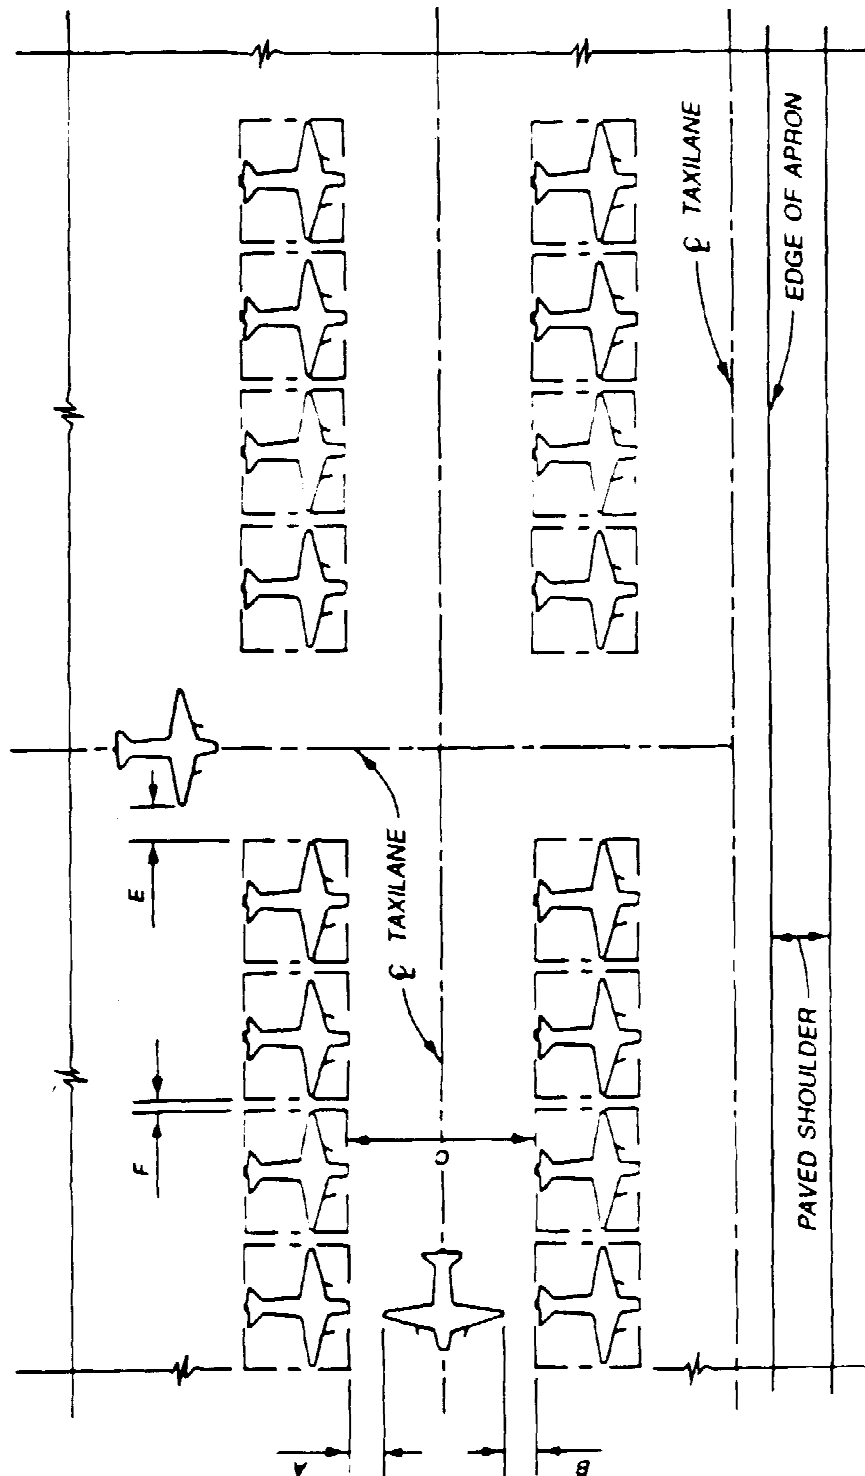 ℄ TAXILANE
EDGE OF APRON
E
℄ TAXILANE
F
C
PAVED SHOULDER
A
B